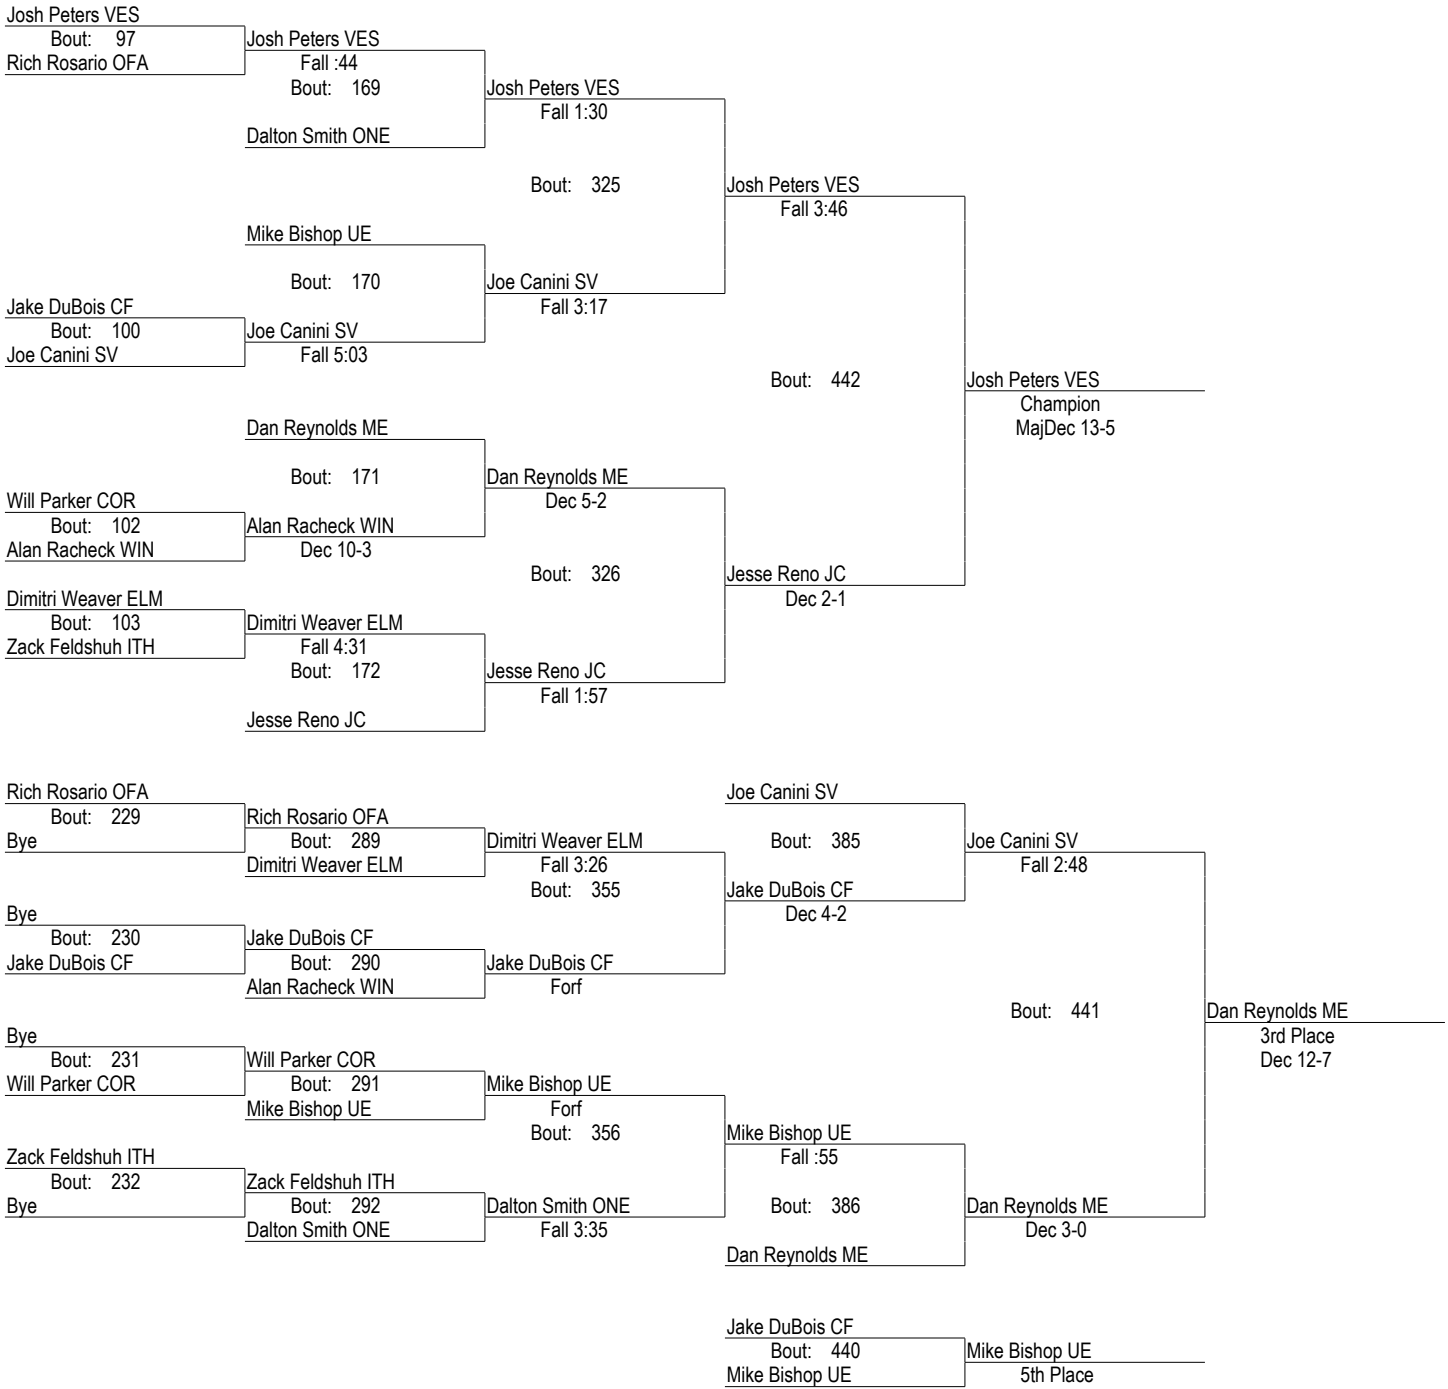 Josh Peters VES
Bout: 97
Josh Peters VES
Rich Rosario OFA
Fall :44
Bout: 169
Josh Peters VES
Fall 1:30
Dalton Smith ONE
Bout: 325
Josh Peters VES
Fall 3:46
Mike Bishop UE
Bout: 170
Joe Canini SV
Jake DuBois CF
Fall 3:17
Bout: 100
Joe Canini SV
Joe Canini SV
Fall 5:03
Bout: 442
Josh Peters VES
Champion
Dan Reynolds ME
MajDec 13-5
Bout: 171
Dan Reynolds ME
Will Parker COR
Dec 5-2
Bout: 102
Alan Racheck WIN
Alan Racheck WIN
Dec 10-3
Bout: 326
Jesse Reno JC
Dimitri Weaver ELM
Dec 2-1
Bout: 103
Dimitri Weaver ELM
Zack Feldshuh ITH
Fall 4:31
Bout: 172
Jesse Reno JC
Fall 1:57
Jesse Reno JC
Rich Rosario OFA
Joe Canini SV
Bout: 229
Rich Rosario OFA
Bye
Bout: 289
Dimitri Weaver ELM
Bout: 385
Joe Canini SV
Dimitri Weaver ELM
Fall 3:26
Fall 2:48
Bout: 355
Jake DuBois CF
Bye
Dec 4-2
Bout: 230
Jake DuBois CF
Jake DuBois CF
Bout: 290
Jake DuBois CF
Alan Racheck WIN
Forf
Bout: 441
Dan Reynolds ME
Bye
3rd Place
Bout: 231
Will Parker COR
Dec 12-7
Will Parker COR
Bout: 291
Mike Bishop UE
Mike Bishop UE
Forf
Bout: 356
Mike Bishop UE
Zack Feldshuh ITH
Fall :55
Bout: 232
Zack Feldshuh ITH
Bye
Bout: 292
Dalton Smith ONE
Bout: 386
Dan Reynolds ME
Dalton Smith ONE
Fall 3:35
Dec 3-0
Dan Reynolds ME
Jake DuBois CF
Bout: 440
Mike Bishop UE
Mike Bishop UE
5th Place